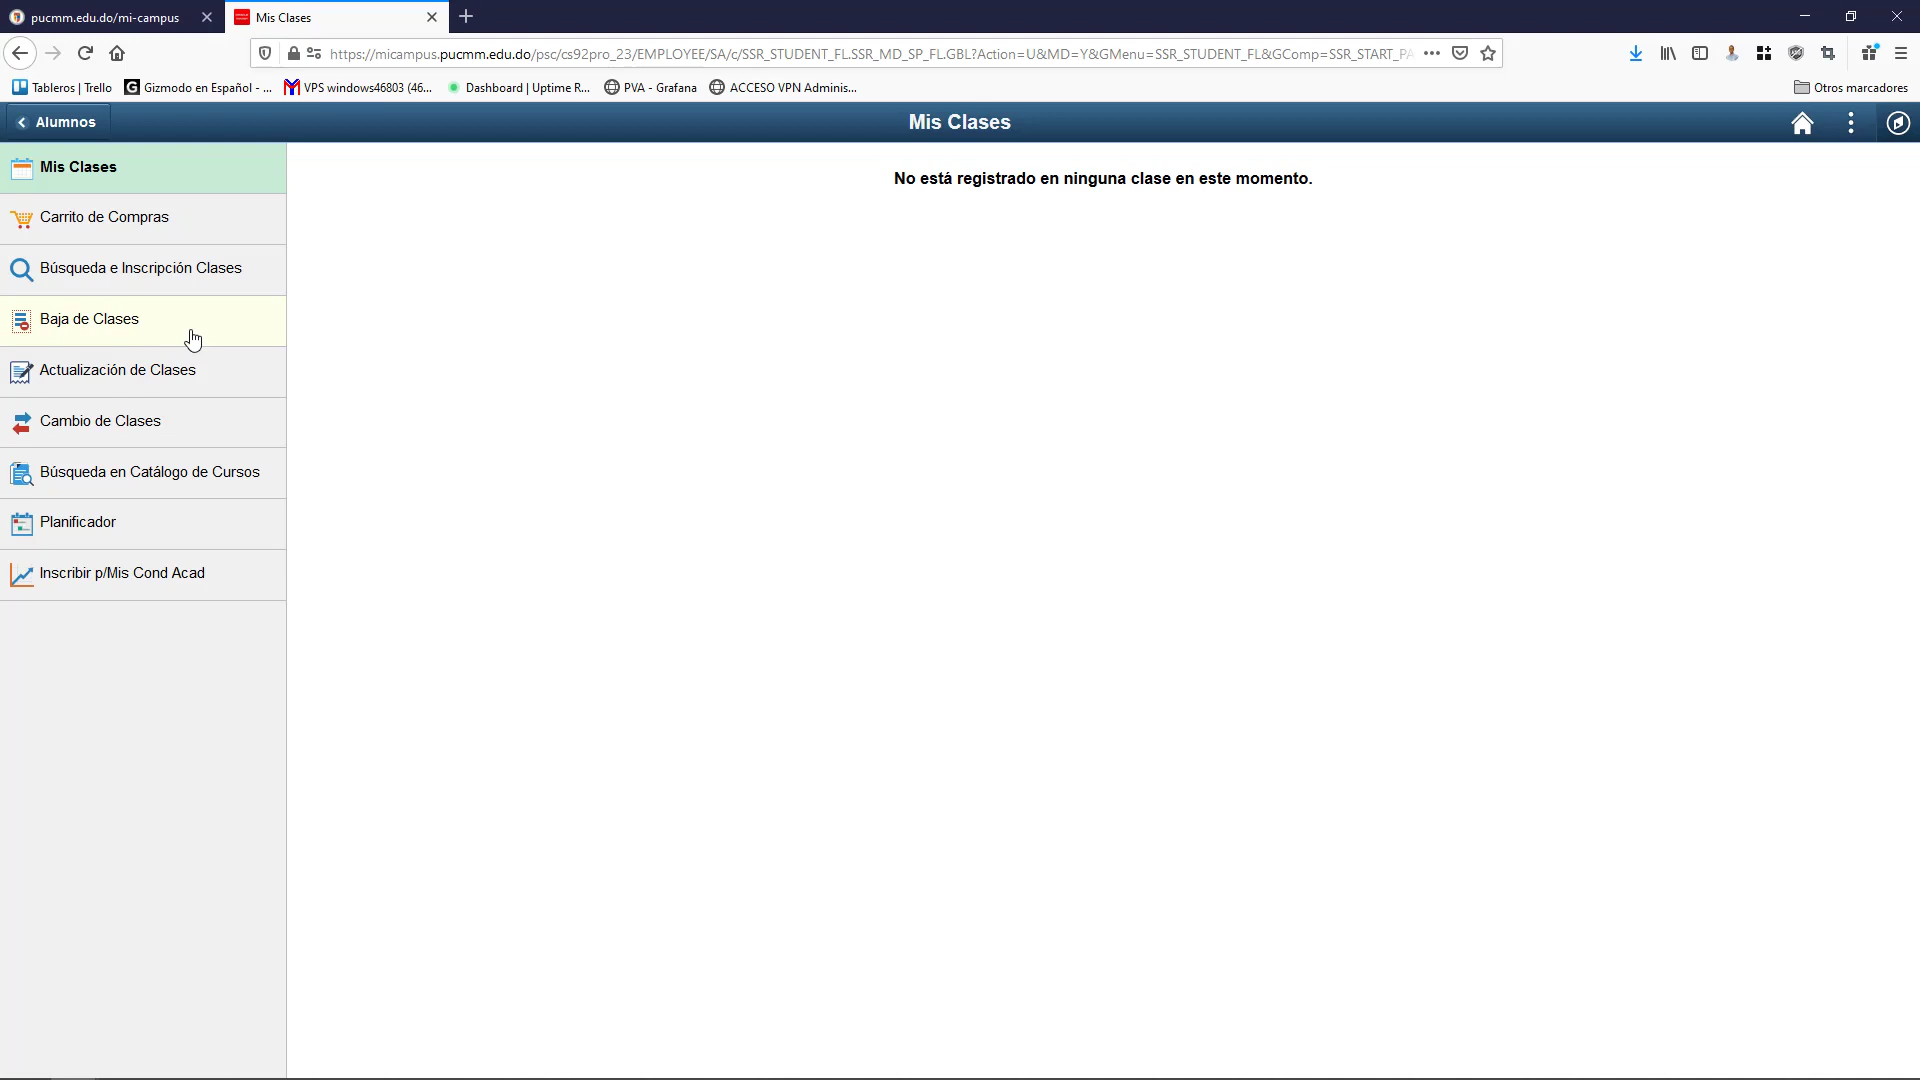 pucmm.edu.do/mi-campus
Mis Clases
https://micampus.pucmm.edu.do/psc/cs92pro_23/EMPLOYEE/SA/c/SSR_STUDENT_FL.SSR_MD_SP_FL.GBL?Action=U&MD=Y&GMenu=SSR_STUDENT_FL&GComp=SSR_START_PA
Tableros | Trello
Gizmodo en Español - ...
VPS windows46803 (46...
Dashboard | Uptime R...
PVA - Grafana
ACCESO VPN Adminis...
Otros marcadores
Alumnos
Mis Clases
Mis Clases
No está registrado en ninguna clase en este momento.
Carrito de Compras
Búsqueda e Inscripción Clases
Baja de Clases
Actualización de Clases
Cambio de Clases
Búsqueda en Catálogo de Cursos
Planificador
Inscribir p/Mis Cond Acad